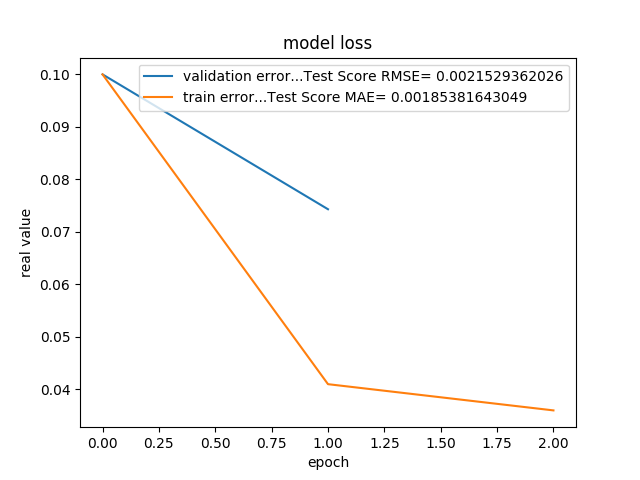 model loss
validation error...Test Score RMSE= 0.0021529362026
train error...Test Score MAE= 0.00185381643049
real value
0.10
0.09
0.08
0.07
0.06
0.05
0.04
0.00 0.25 0.50 0.75 1.00 1.25 1.50 1.75 2.00
epoch